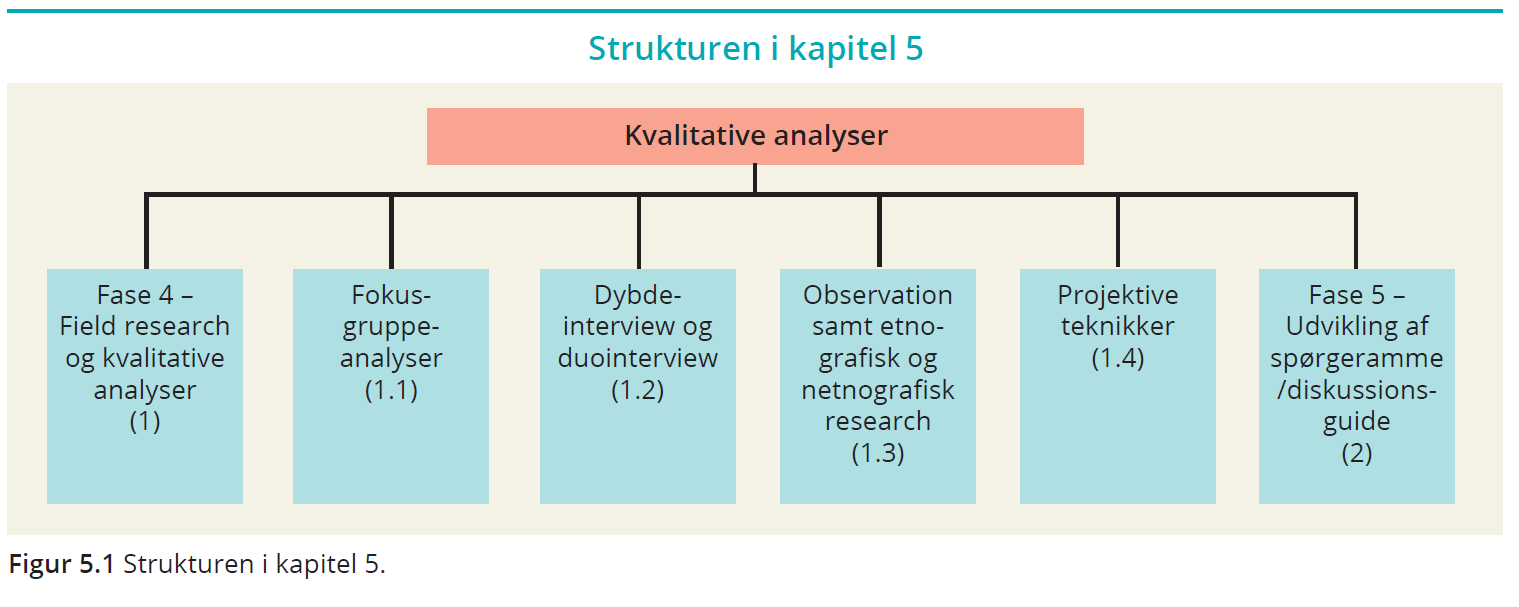 Strukturen i kapitel 5
Kvalitative analyser
Fase 4 –
Field research
og kvalitative
analyser
(1)
Fokus-
gruppe-
analyser
(1.1)
Dybde-
interview og
duointerview
(1.2)
Observation
samt etno-
grafisk og
netnografisk
research
(1.3)
Projektive
teknikker
(1.4)
Fase 5 –
Udvikling af
spørgeramme
/diskussions-
guide
(2)
Figur 5.1 Strukturen i kapitel 5.